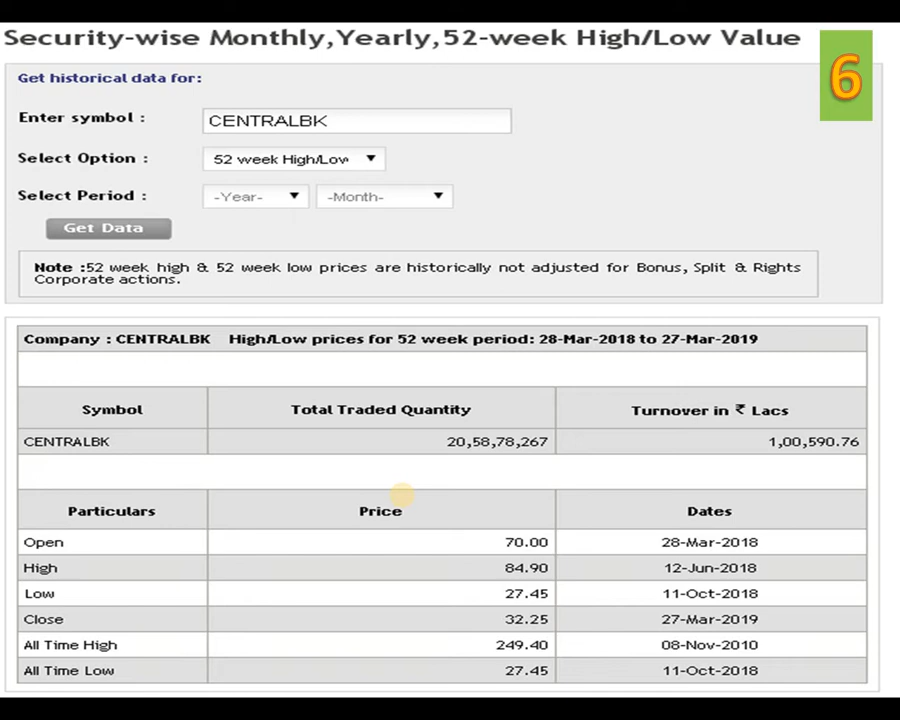 Security-wise Monthly,Yearly,52-week High/Low Value
6
Get historical data for:
Enter symbol : CENTRALBK
Select Option : 52 week High/Low
Select Period : -Year- -Month-
Get Data
Note :52 week high & 52 week low prices are historically not adjusted for Bonus, Split & Rights
Corporate actions.
Company : CENTRALBK High/Low prices for 52 week period: 28-Mar-2018 to 27-Mar-2019
Symbol Total Traded Quantity Turnover in ₹ Lacs
CENTRALBK 20,58,78,267 1,00,590.76
Particulars Price Dates
Open 70.00 28-Mar-2018
High 84.90 12-Jun-2018
Low 27.45 11-Oct-2018
Close 32.25 27-Mar-2019
All Time High 249.40 08-Nov-2010
All Time Low 27.45 11-Oct-2018